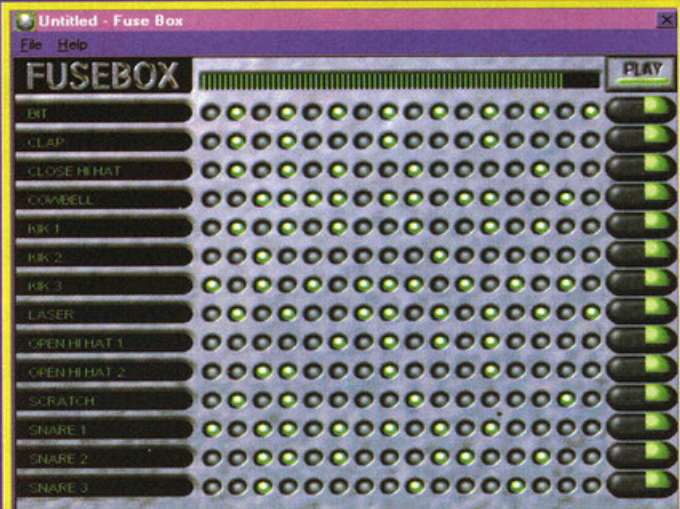 Untitled - Fuse Box
File Help
FUSEBOX
PLAY
BIT
CLAP
CLOSE HI HAT
COWBELL
KIK 1
KIK 2
KIK 3
LASER
OPEN HI HAT 1
OPEN HI HAT 2
SCRATCH
SNARE 1
SNARE 2
SNARE 3